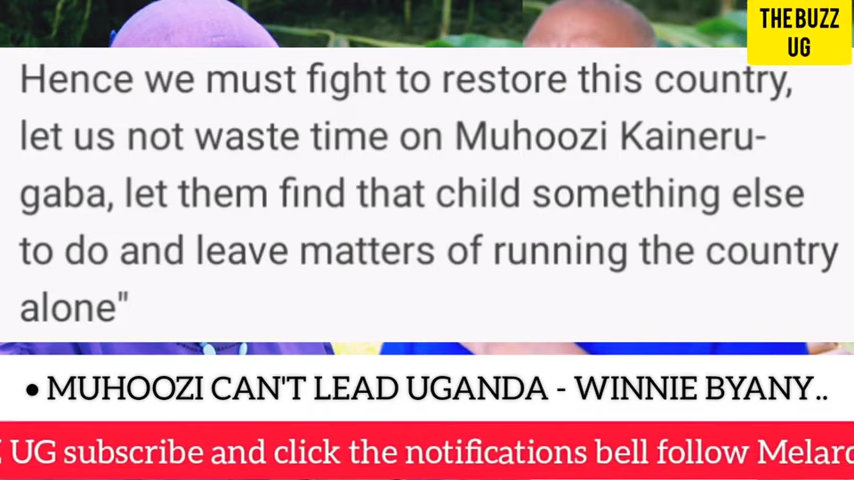 THE BUZZ
UG
Hence we must fight to restore this country,
let us not waste time on Muhoozi Kaineru-
gaba, let them find that child something else
to do and leave matters of running the country
alone"
• MUHOOZI CAN'T LEAD UGANDA - WINNIE BYANY..
UG subscribe and click the notifications bell follow